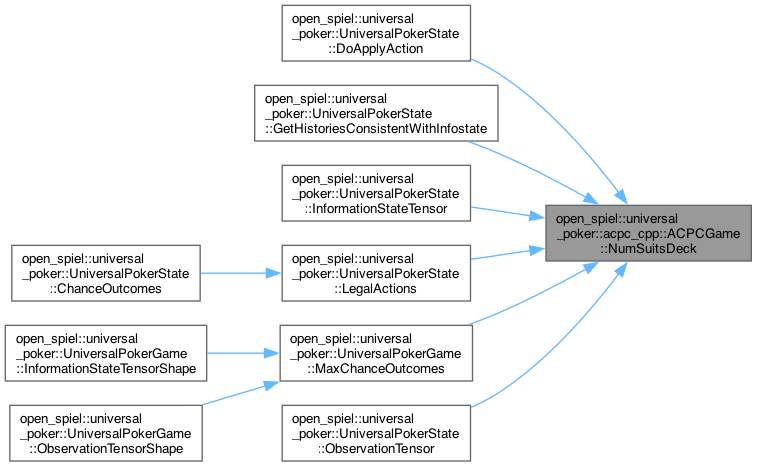 open_spiel::universal
_poker::UniversalPokerState
::DoApplyAction
open_spiel::universal
_poker::UniversalPokerState
::GetHistoriesConsistentWithInfostate
open_spiel::universal
_poker::UniversalPokerState
::InformationStateTensor
open_spiel::universal
_poker::acpc_cpp::ACPCGame
::NumSuitsDeck
open_spiel::universal
_poker::UniversalPokerState
::ChanceOutcomes
open_spiel::universal
_poker::UniversalPokerState
::LegalActions
open_spiel::universal
_poker::UniversalPokerGame
::InformationStateTensorShape
open_spiel::universal
_poker::UniversalPokerGame
::MaxChanceOutcomes
open_spiel::universal
_poker::UniversalPokerGame
::ObservationTensorShape
open_spiel::universal
_poker::UniversalPokerState
::ObservationTensor